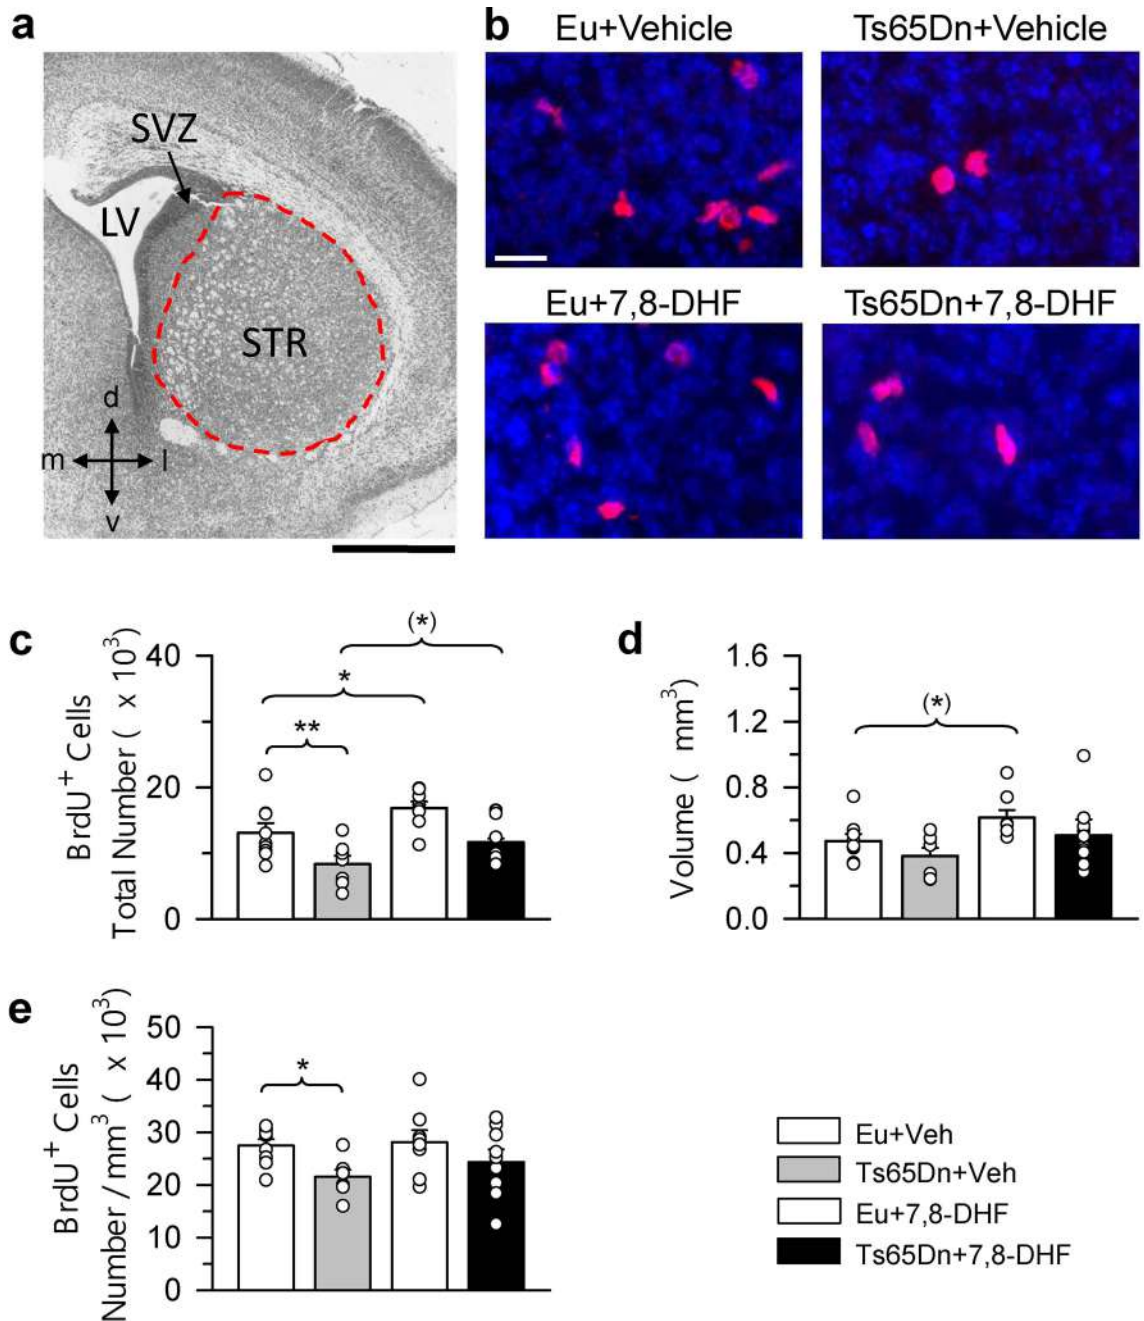 a
SVZ
LV
STR
d
m
l
v
b
Eu+Vehicle
Ts65Dn+Vehicle
Eu+7,8-DHF
Ts65Dn+7,8-DHF
c
BrdU⁺ Cells
Total Number ( x 10³)
40
20
0
**
*
(*)
d
Volume ( mm³)
1.6
1.2
0.8
0.4
0.0
(*)
e
BrdU⁺ Cells
Number / mm³ ( x 10³)
50
40
30
20
10
0
*
Eu+Veh
Ts65Dn+Veh
Eu+7,8-DHF
Ts65Dn+7,8-DHF